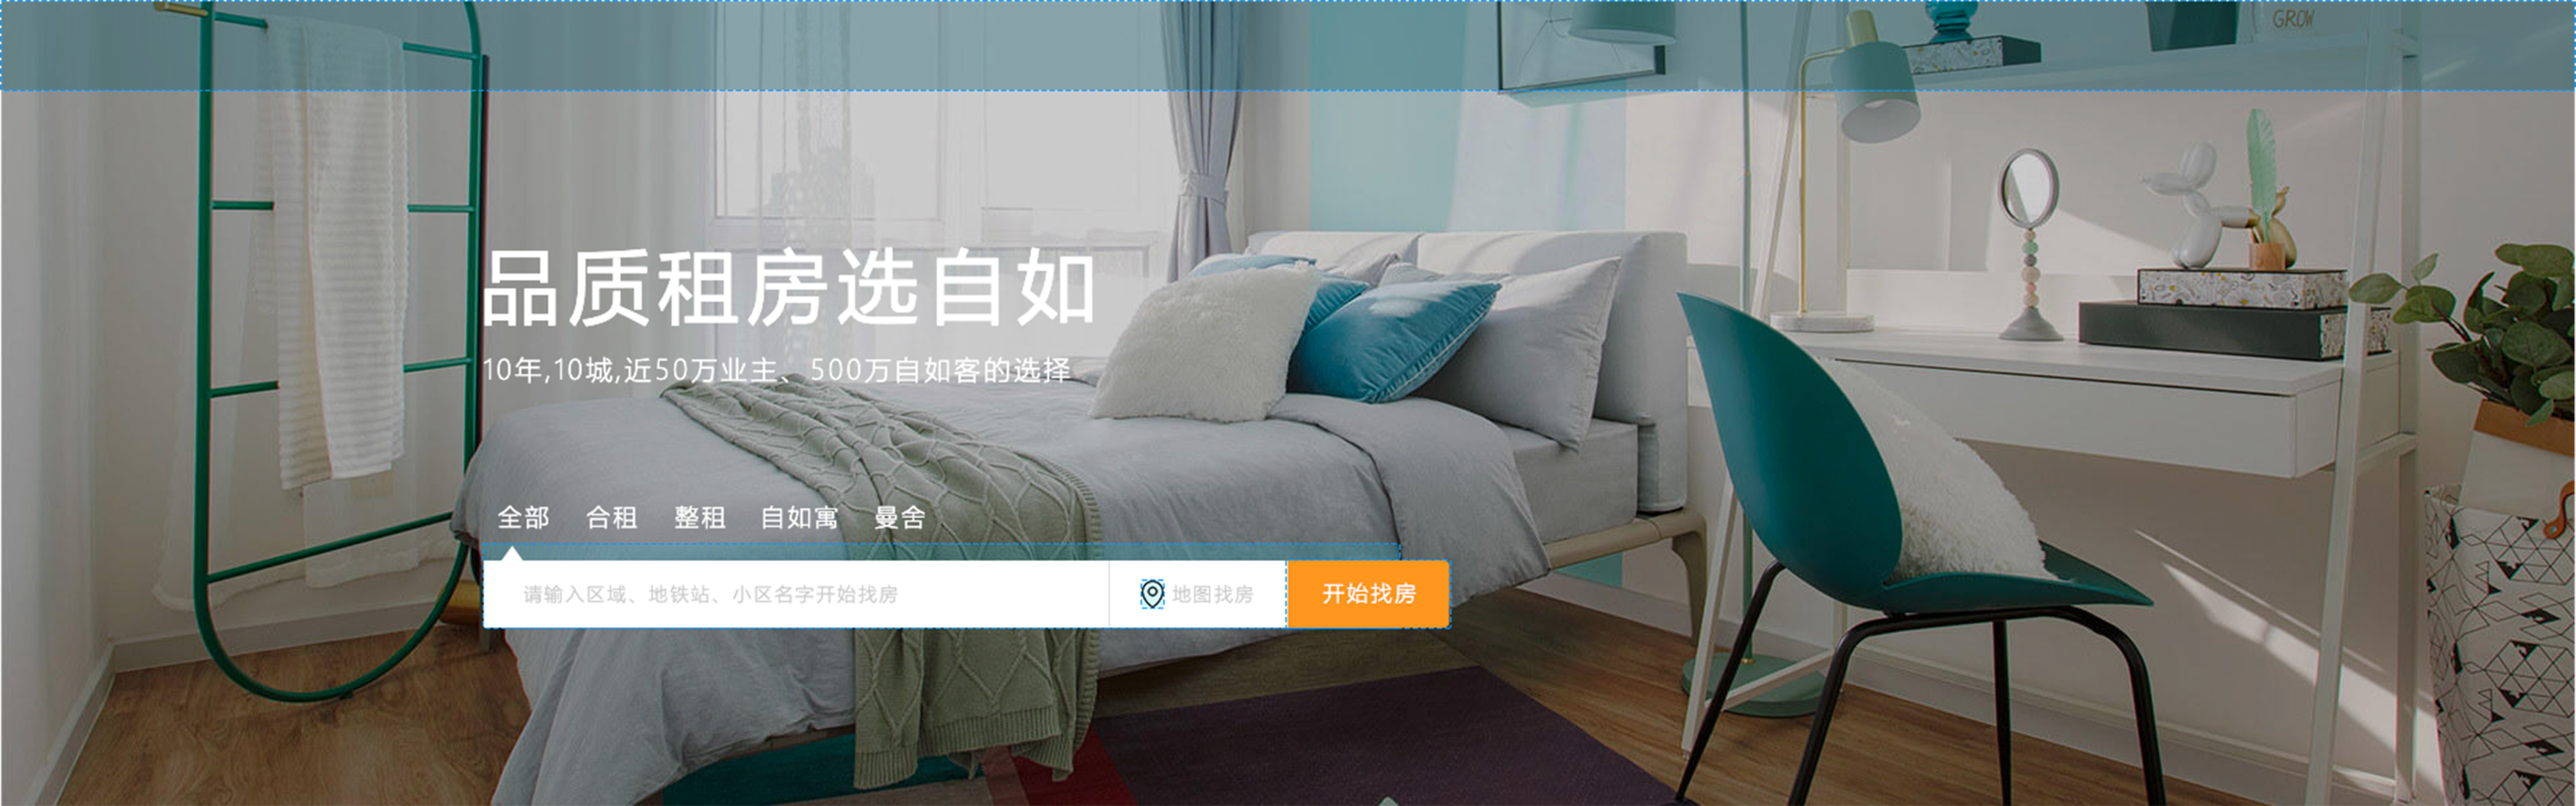 GROW
品质租房选自如
10年,10城,近50万业主、500万自如客的选择
全部 合租 整租 自如寓 曼舍
请输入区域、地铁站、小区名字开始找房 地图找房 开始找房